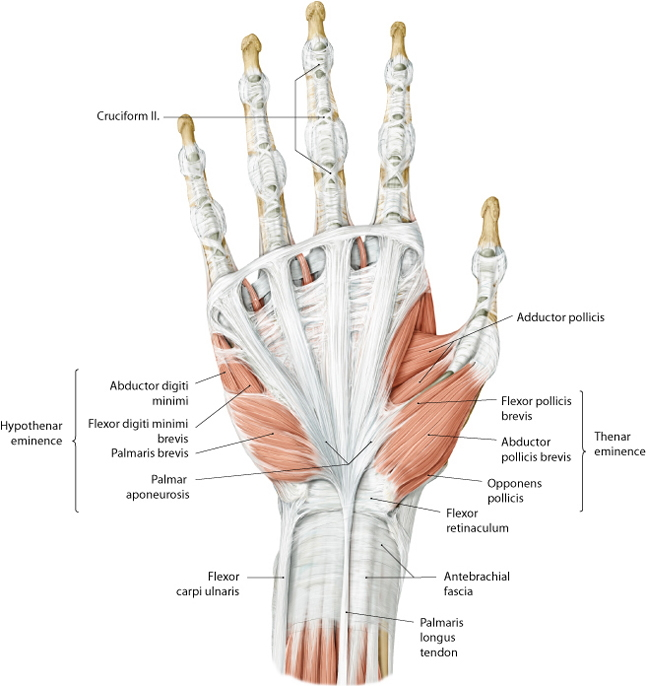 Cruciform II.
Adductor pollicis
Abductor digiti
minimi
Flexor digiti minimi
brevis
Palmaris brevis
Palmar
aponeurosis
Hypothenar
eminence
Flexor pollicis
brevis
Abductor
pollicis brevis
Opponens
pollicis
Thenar
eminence
Flexor
retinaculum
Flexor
carpi ulnaris
Antebrachial
fascia
Palmaris
longus
tendon